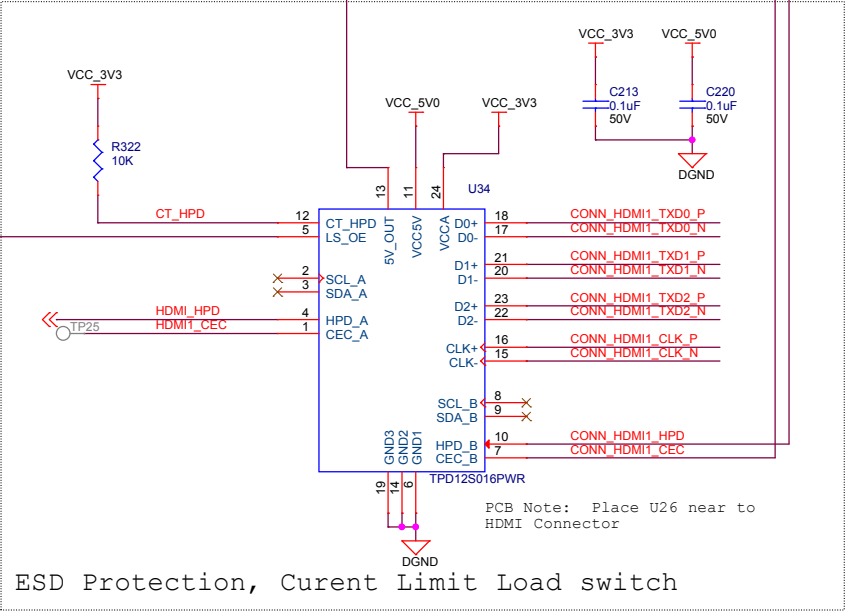 VCC_3V3
VCC_5V0
VCC_3V3
VCC_5V0
VCC_3V3
C213
0.1uF
50V
C220
0.1uF
50V
DGND
R322
10K
U34
13
11
24
CT_HPD
12
5
CT_HPD
LS_OE
5V_OUT
VCC5V
VCCA
D0+
D0-
18
17
CONN_HDMI1_TXD0_P
CONN_HDMI1_TXD0_N
2
3
SCL_A
SDA_A
D1+
D1-
21
20
CONN_HDMI1_TXD1_P
CONN_HDMI1_TXD1_N
HDMI_HPD
TP25
HDMI1_CEC
4
1
HPD_A
CEC_A
D2+
D2-
23
22
CONN_HDMI1_TXD2_P
CONN_HDMI1_TXD2_N
CLK+
CLK-
16
15
CONN_HDMI1_CLK_P
CONN_HDMI1_CLK_N
SCL_B
SDA_B
8
9
HPD_B
CEC_B
10
7
CONN_HDMI1_HPD
CONN_HDMI1_CEC
GND3
GND2
GND1
19
14
6
TPD12S016PWR
DGND
PCB Note: Place U26 near to
HDMI Connector
ESD Protection, Curent Limit Load switch